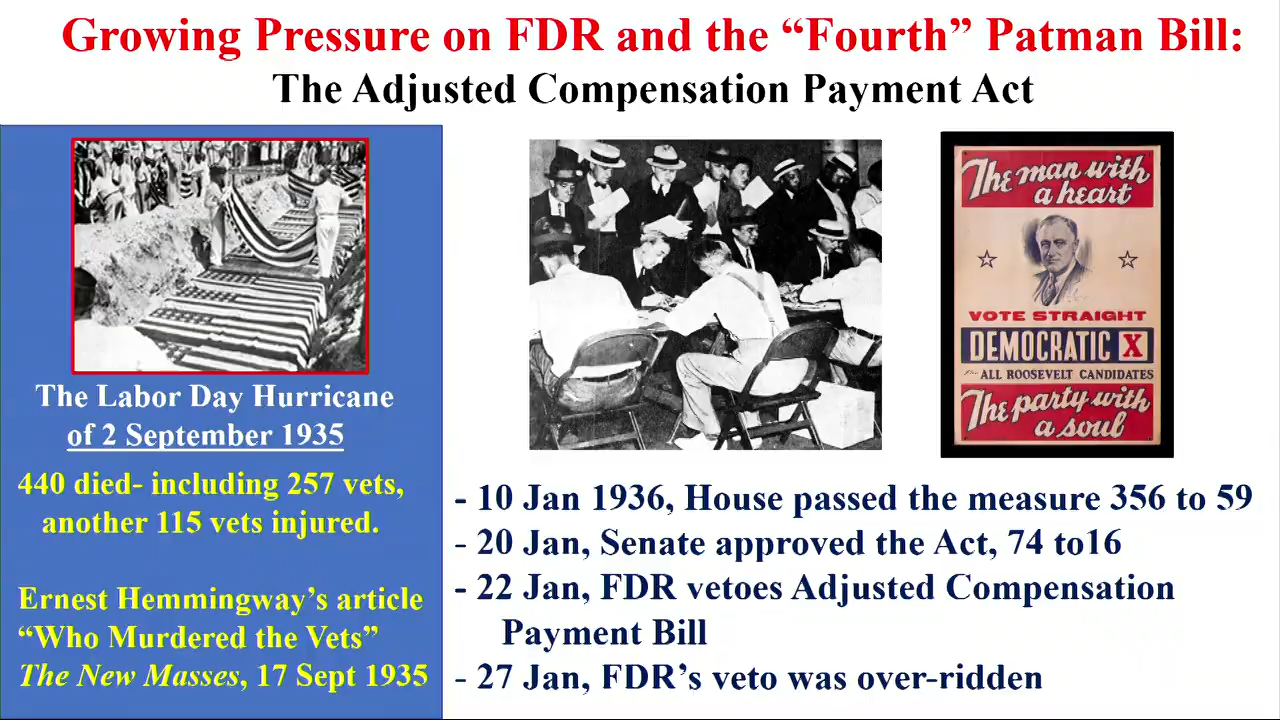 Growing Pressure on FDR and the “Fourth” Patman Bill:
The Adjusted Compensation Payment Act
The Labor Day Hurricane
of 2 September 1935
440 died- including 257 vets,
another 115 vets injured.
Ernest Hemmingway’s article
“Who Murdered the Vets”
The New Masses, 17 Sept 1935
The man with
a heart
VOTE STRAIGHT
DEMOCRATIC X
ALL ROOSEVELT CANDIDATES
The party with
a soul
- 10 Jan 1936, House passed the measure 356 to 59
- 20 Jan, Senate approved the Act, 74 to16
- 22 Jan, FDR vetoes Adjusted Compensation
Payment Bill
- 27 Jan, FDR’s veto was over-ridden